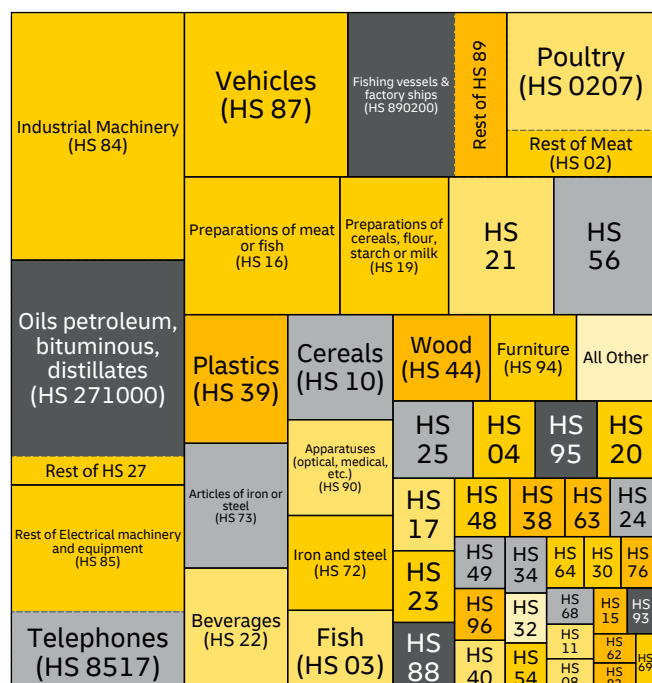 Industrial Machinery
(HS 84)
Vehicles
(HS 87)
Fishing vessels &
factory ships
(HS 890200)
Rest of HS 89
Poultry
(HS 0207)
Rest of Meat
(HS 02)
Preparations of meat
or fish
(HS 16)
Preparations of
cereals, flour,
starch or milk
(HS 19)
HS
21
HS
56
Oils petroleum,
bituminous,
distillates
(HS 271000)
Rest of HS 27
Rest of Electrical machinery
and equipment
(HS 85)
Telephones
(HS 8517)
Plastics
(HS 39)
Articles of iron or
steel
(HS 73)
Beverages
(HS 22)
Cereals
(HS 10)
Apparatuses
(optical, medical,
etc.)
(HS 90)
Iron and steel
(HS 72)
Fish
(HS 03)
Wood
(HS 44)
Furniture
(HS 94)
All Other
HS
25
HS
04
HS
95
HS
20
HS
17
HS
48
HS
38
HS
63
HS
24
HS
23
HS
49
HS
34
HS
64
HS
30
HS
76
HS
88
HS
96
HS
32
HS
68
HS
15
HS
93
HS
40
HS
54
HS
11
HS
08
HS
62
HS
HS
69